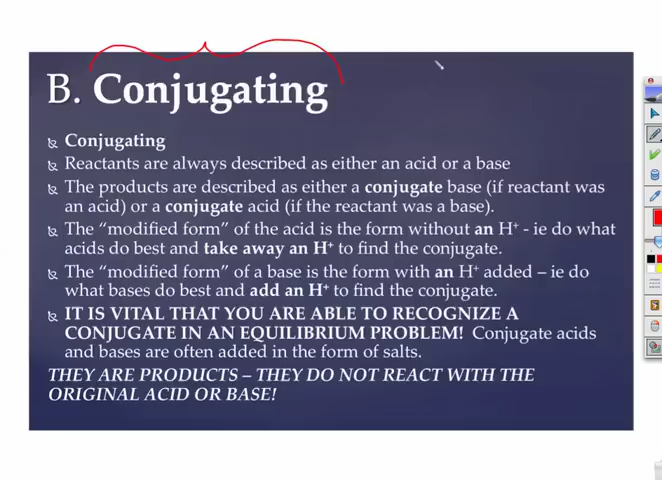 B. Conjugating
Conjugating
Reactants are always described as either an acid or a base
The products are described as either a conjugate base (if reactant was
an acid) or a conjugate acid (if the reactant was a base).
The “modified form” of the acid is the form without an H⁺ - ie do what
acids do best and take away an H⁺ to find the conjugate.
The “modified form” of a base is the form with an H⁺ added – ie do
what bases do best and add an H⁺ to find the conjugate.
IT IS VITAL THAT YOU ARE ABLE TO RECOGNIZE A
CONJUGATE IN AN EQUILIBRIUM PROBLEM! Conjugate acids
and bases are often added in the form of salts.
THEY ARE PRODUCTS – THEY DO NOT REACT WITH THE
ORIGINAL ACID OR BASE!